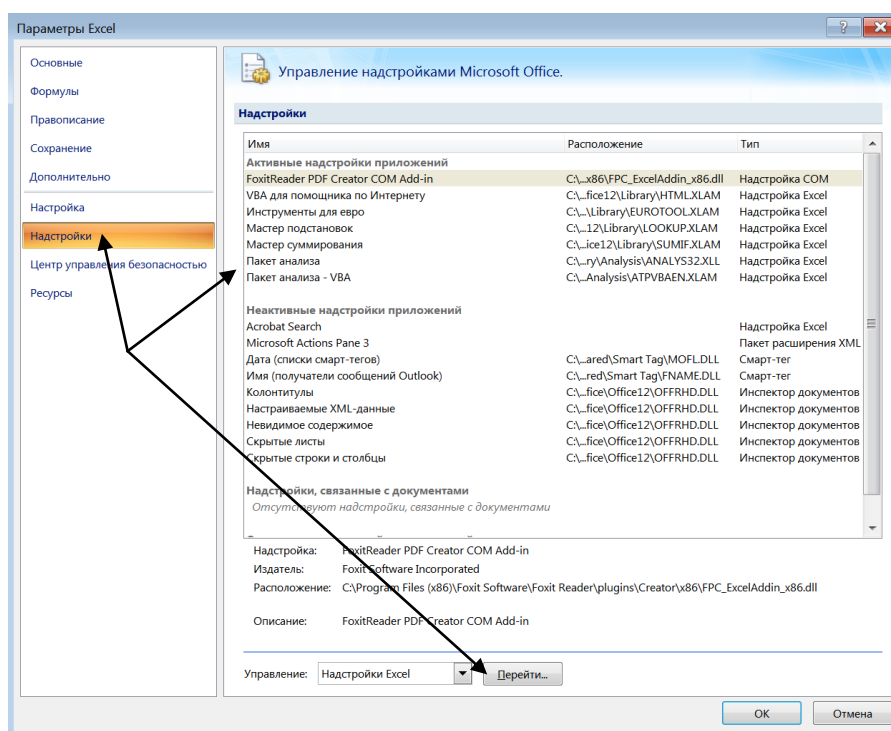 Параметры Excel
Основные
Формулы
Правописание
Сохранение
Дополнительно
Настройка
Надстройки
Центр управления безопасностью
Ресурсы
Управление надстройками Microsoft Office.
Надстройки
Имя Расположение Тип
Активные надстройки приложений
FoxitReader PDF Creator COM Add-in C:\...x86\FPC_ExcelAddin_x86.dll Надстройка COM
VBA для помощника по Интернету C:\...fice12\Library\HTML.XLAM Надстройка Excel
Инструменты для евро C:\...\Library\EUROTOOL.XLAM Надстройка Excel
Мастер подстановок C:\...12\Library\LOOKUP.XLAM Надстройка Excel
Мастер суммирования C:\...ice12\Library\SUMIF.XLAM Надстройка Excel
Пакет анализа C:\...ry\Analysis\ANALYS32.XLL Надстройка Excel
Пакет анализа - VBA C:\...Analysis\ATPVBAEN.XLAM Надстройка Excel
Неактивные надстройки приложений
Acrobat Search Надстройка Excel
Microsoft Actions Pane 3 Пакет расширения XML
Дата (списки смарт-тегов) C:\...ared\Smart Tag\MOFL.DLL Смарт-тег
Имя (получатели сообщений Outlook) C:\...red\Smart Tag\FNAME.DLL Смарт-тег
Колонтитулы C:\...fice\Office12\OFFRHD.DLL Инспектор документов
Настраиваемые XML-данные C:\...fice\Office12\OFFRHD.DLL Инспектор документов
Невидимое содержимое C:\...fice\Office12\OFFRHD.DLL Инспектор документов
Скрытые листы C:\...fice\Office12\OFFRHD.DLL Инспектор документов
Скрытые строки и столбцы C:\...fice\Office12\OFFRHD.DLL Инспектор документов
Надстройки, связанные с документами
Отсутствуют надстройки, связанные с документами
Надстройка: FoxitReader PDF Creator COM Add-in
Издатель: Foxit Software Incorporated
Расположение: C:\Program Files (x86)\Foxit Software\Foxit Reader\plugins\Creator\x86\FPC_ExcelAddin_x86.dll
Описание: FoxitReader PDF Creator COM Add-in
Управление: Надстройки Excel Перейти...
ОК Отмена